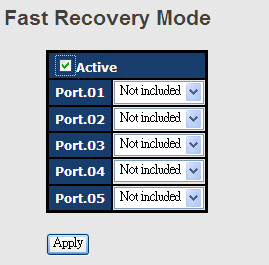 Fast Recovery Mode
Active
Port.01 Not included
Port.02 Not included
Port.03 Not included
Port.04 Not included
Port.05 Not included
Apply